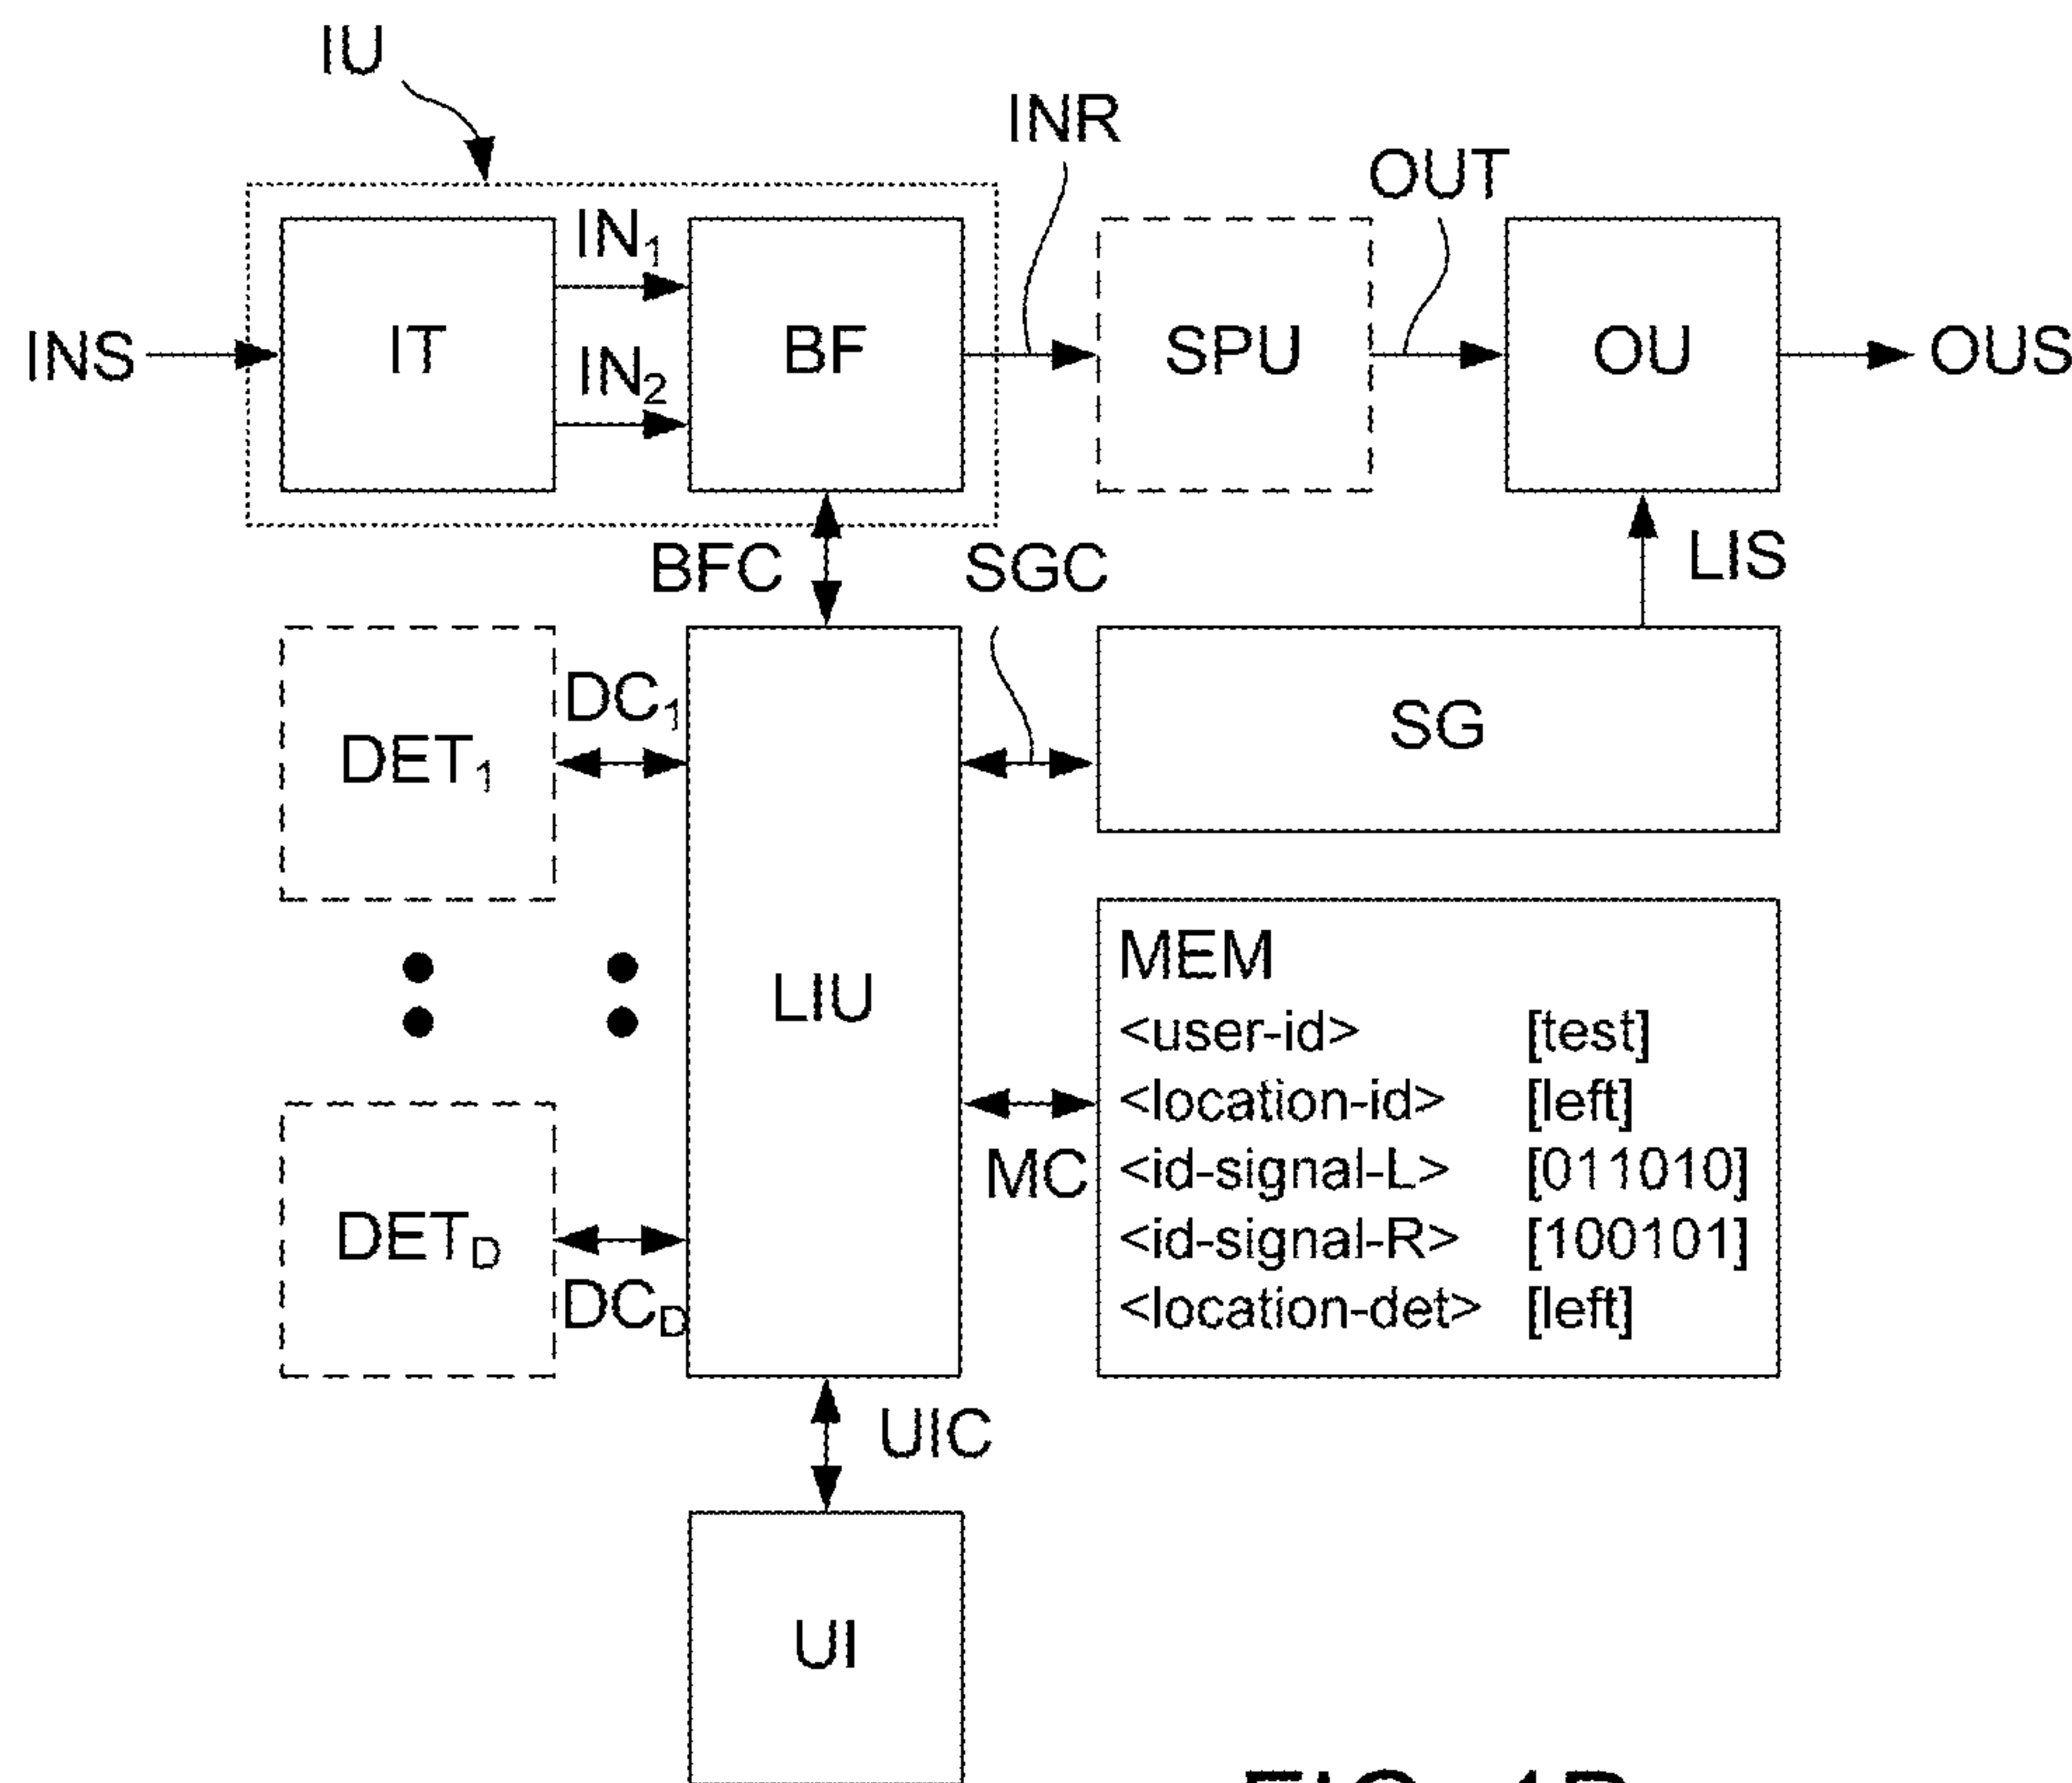 IU
INR
OUT
IN1
IN2
INS
IT
BF
SPU
OU
OUS
BFC
SGC
LIS
DET1
DC1
SG
LIU
MEM
<user-id> [test]
<location-id> [left]
<id-signal-L> [011010]
<id-signal-R> [100101]
<location-det> [left]
MC
DETD
DCD
UIC
UI